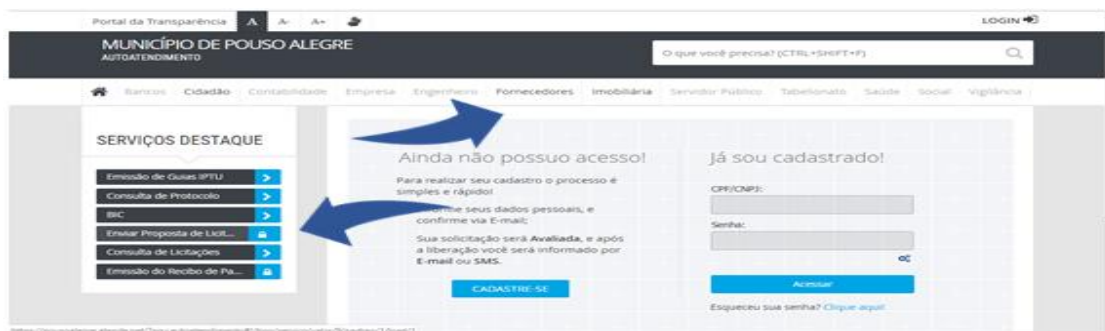 Portal da Transparência A A- A+ LOGIN
MUNICÍPIO DE POUSO ALEGRE
AUTOATENDIMENTO
O que você precisa? (CTRL+SHIFT+F)
Bancos Cidadão Contabilidade Empresa Engenheiro Fornecedores Imobiliária Servidor Público Tabelionato Saúde Social Vigilância
SERVIÇOS DESTAQUE
Emissão de Guias IPTU
Consulta de Protocolo
BIC
Enviar Proposta de Licit...
Consulta de Licitações
Emissão do Recibo de Pa...
Ainda não possuo acesso!
Para realizar seu cadastro o processo é
simples e rápido!
seus dados pessoais, e
confirme via E-mail;
Sua solicitação será Avaliada, e após
a liberação você será informado por
E-mail ou SMS.
CADASTRE-SE
Já sou cadastrado!
CPF/CNPJ:
Senha:
Acessar
Esqueceu sua senha? Clique aqui!